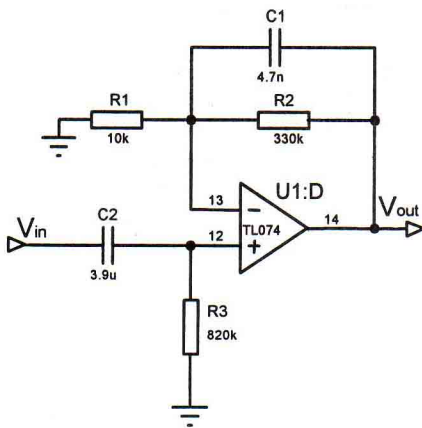 C1
4.7n
R1
10k
R2
330k
U1:D
13
14
Vout
Vin
C2
3.9u
12
TL074
R3
820k